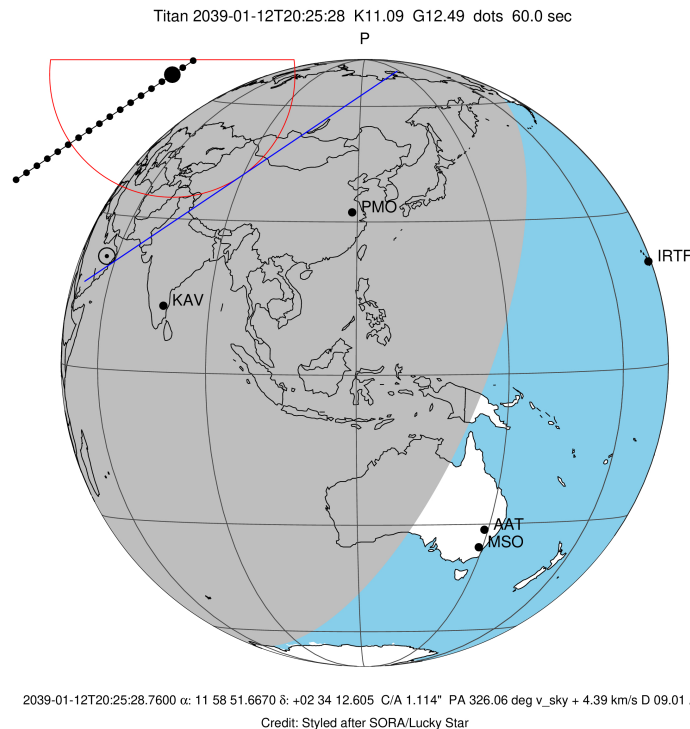 Titan 2039-01-12T20:25:28 K11.09 G12.49 dots 60.0 sec
P
PMO
IRTF
KAV
AAT
MSO
2039-01-12T20:25:28.7600 α: 11 58 51.6670 δ: +02 34 12.605 C/A 1.114" PA 326.06 deg v_sky + 4.39 km/s D 09.01
Credit: Styled after SORA/Lucky Star